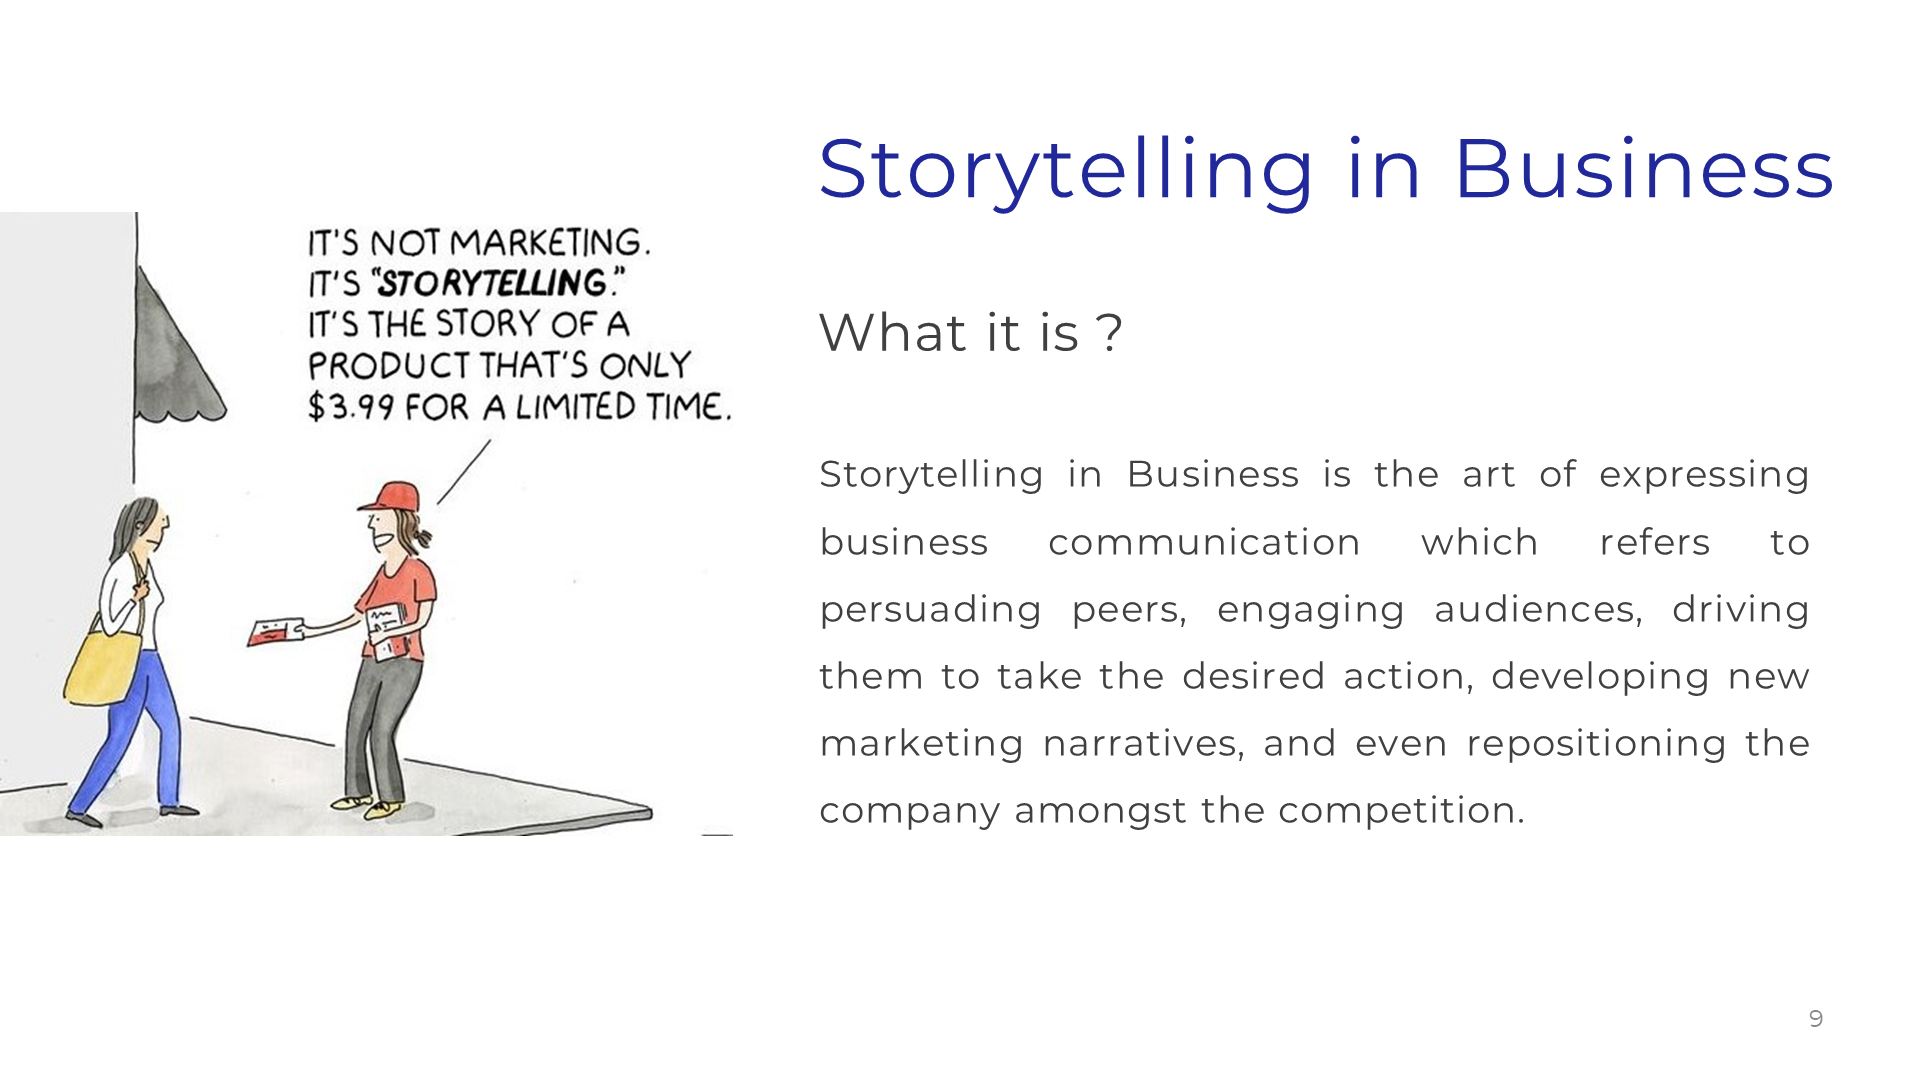 Storytelling in Business
IT'S NOT MARKETING.
IT'S "STORYTELLING."
IT'S THE STORY OF A
PRODUCT THAT'S ONLY
$3.99 FOR A LIMITED TIME.
What it is ?
Storytelling in Business is the art of expressing
business communication which refers to
persuading peers, engaging audiences, driving
them to take the desired action, developing new
marketing narratives, and even repositioning the
company amongst the competition.
9